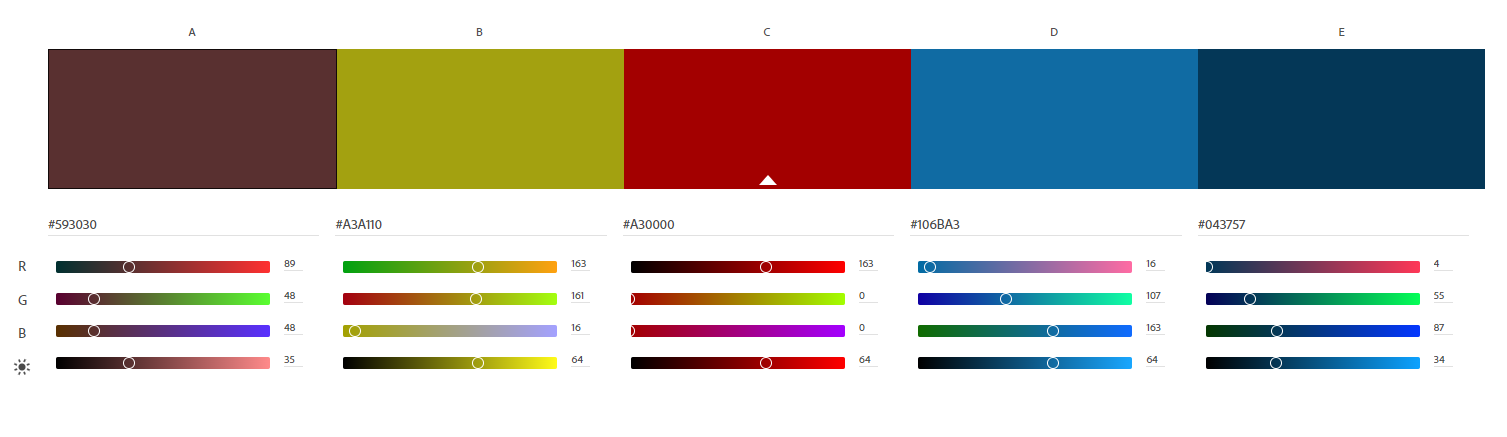 A B C D E
#593030 #A3A110 #A30000 #106BA3 #043757
R 89 163 163 16 4
G 48 161 0 107 55
B 48 16 0 163 87
35 64 64 64 34